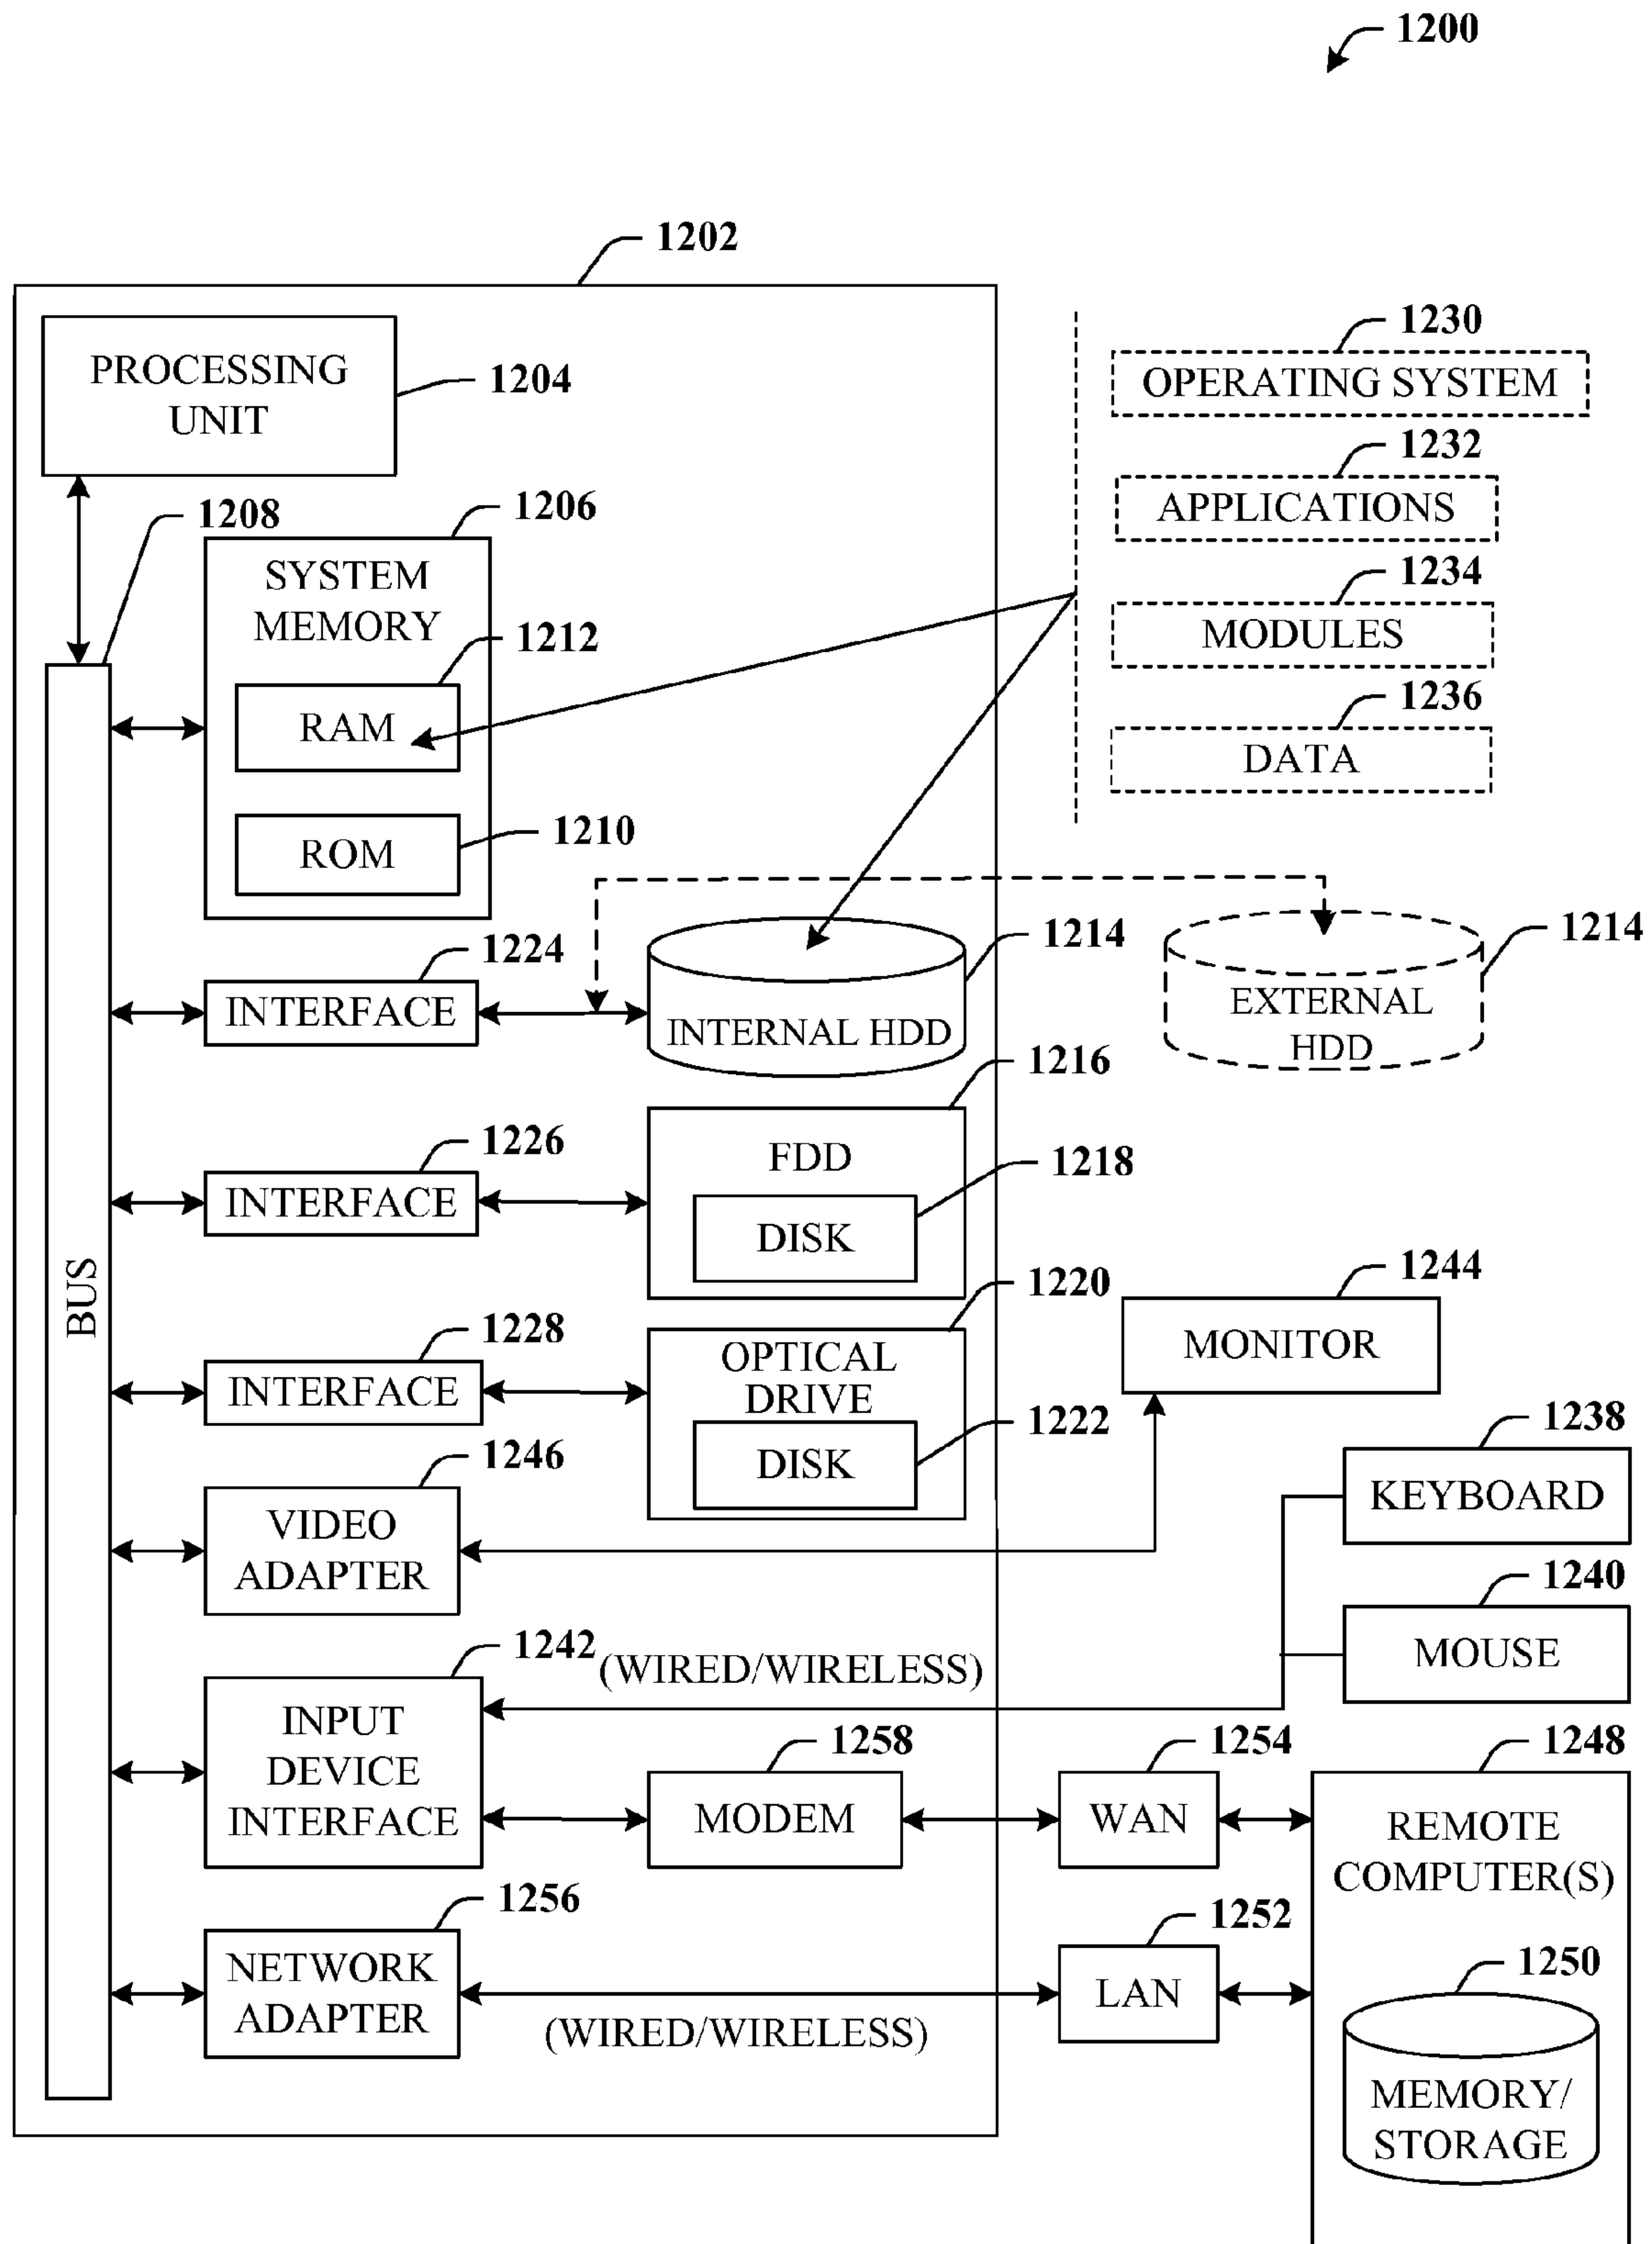 1200
1202
PROCESSING
UNIT
1204
1230
OPERATING SYSTEM
1232
APPLICATIONS
1234
MODULES
1236
DATA
1208
1206
SYSTEM
MEMORY
1212
RAM
1210
ROM
1224
INTERFACE
1214
INTERNAL HDD
1214
EXTERNAL
HDD
1226
INTERFACE
1216
FDD
1218
DISK
BUS
1228
INTERFACE
1220
OPTICAL
DRIVE
1222
DISK
1244
MONITOR
1246
VIDEO
ADAPTER
1238
KEYBOARD
1240
MOUSE
1242
(WIRED/WIRELESS)
INPUT
DEVICE
INTERFACE
1258
MODEM
1254
WAN
1248
REMOTE
COMPUTER(S)
1256
NETWORK
ADAPTER
(WIRED/WIRELESS)
1252
LAN
1250
MEMORY/
STORAGE